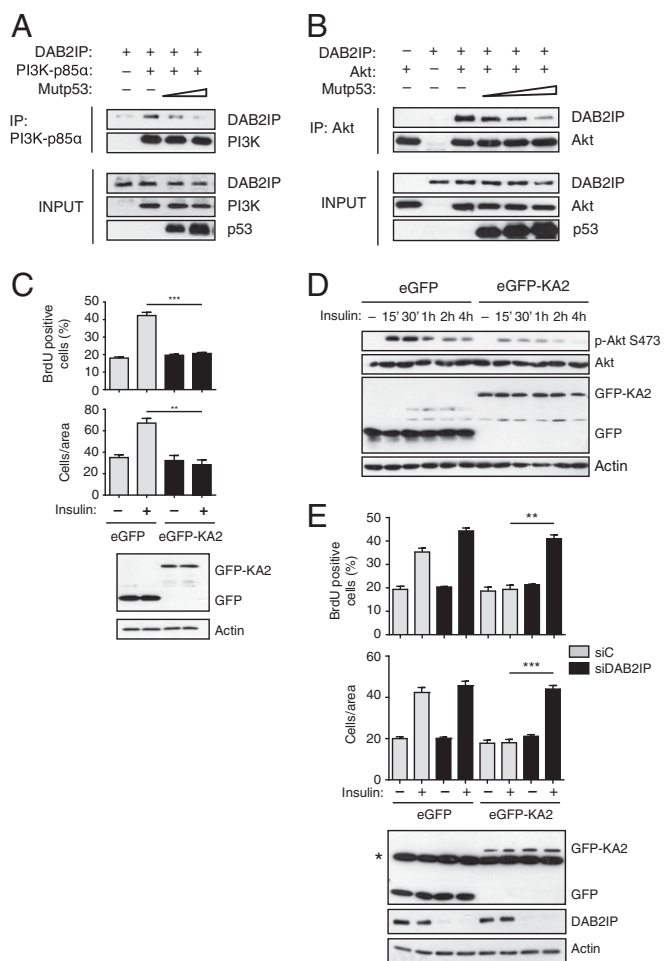 A
DAB2IP: + + + +
PI3K-p85α: – + + +
Mutp53: –  –
IP: PI3K-p85α
DAB2IP
PI3K
INPUT
DAB2IP
PI3K
p53
B
DAB2IP: – + + + + +
Akt: + – + + + +
Mutp53: – – –
IP: Akt
DAB2IP
Akt
INPUT
DAB2IP
Akt
p53
C
BrdU positive cells (%)
50
40
30
20
10
0
***
Cells/area
80
60
40
20
0
**
Insulin: – + – +
eGFP eGFP-KA2
GFP-KA2
GFP
Actin
D
eGFP eGFP-KA2
Insulin: – 15' 30' 1h 2h 4h – 15' 30' 1h 2h 4h
p-Akt S473
Akt
GFP-KA2
GFP
Actin
E
BrdU positive cells (%)
50
40
30
20
10
0
**
siC
siDAB2IP
Cells/area
60
40
20
0
***
Insulin: – + – + – + – +
eGFP eGFP-KA2
*
GFP-KA2
GFP
DAB2IP
Actin